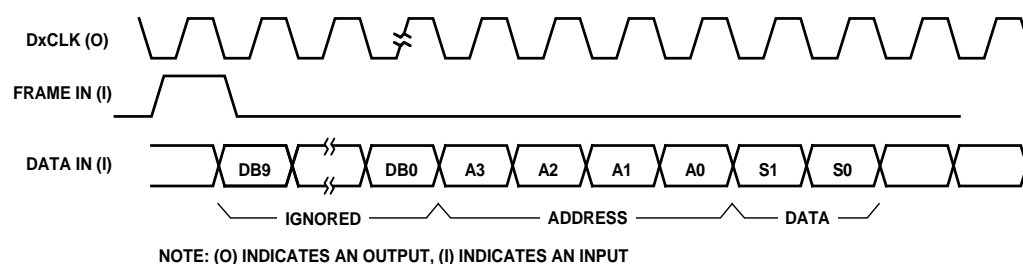 DxCLK (O)
FRAME IN (I)
DATA IN (I)
DB9 DB0 A3 A2 A1 A0 S1 S0
IGNORED ADDRESS DATA
NOTE: (O) INDICATES AN OUTPUT, (I) INDICATES AN INPUT